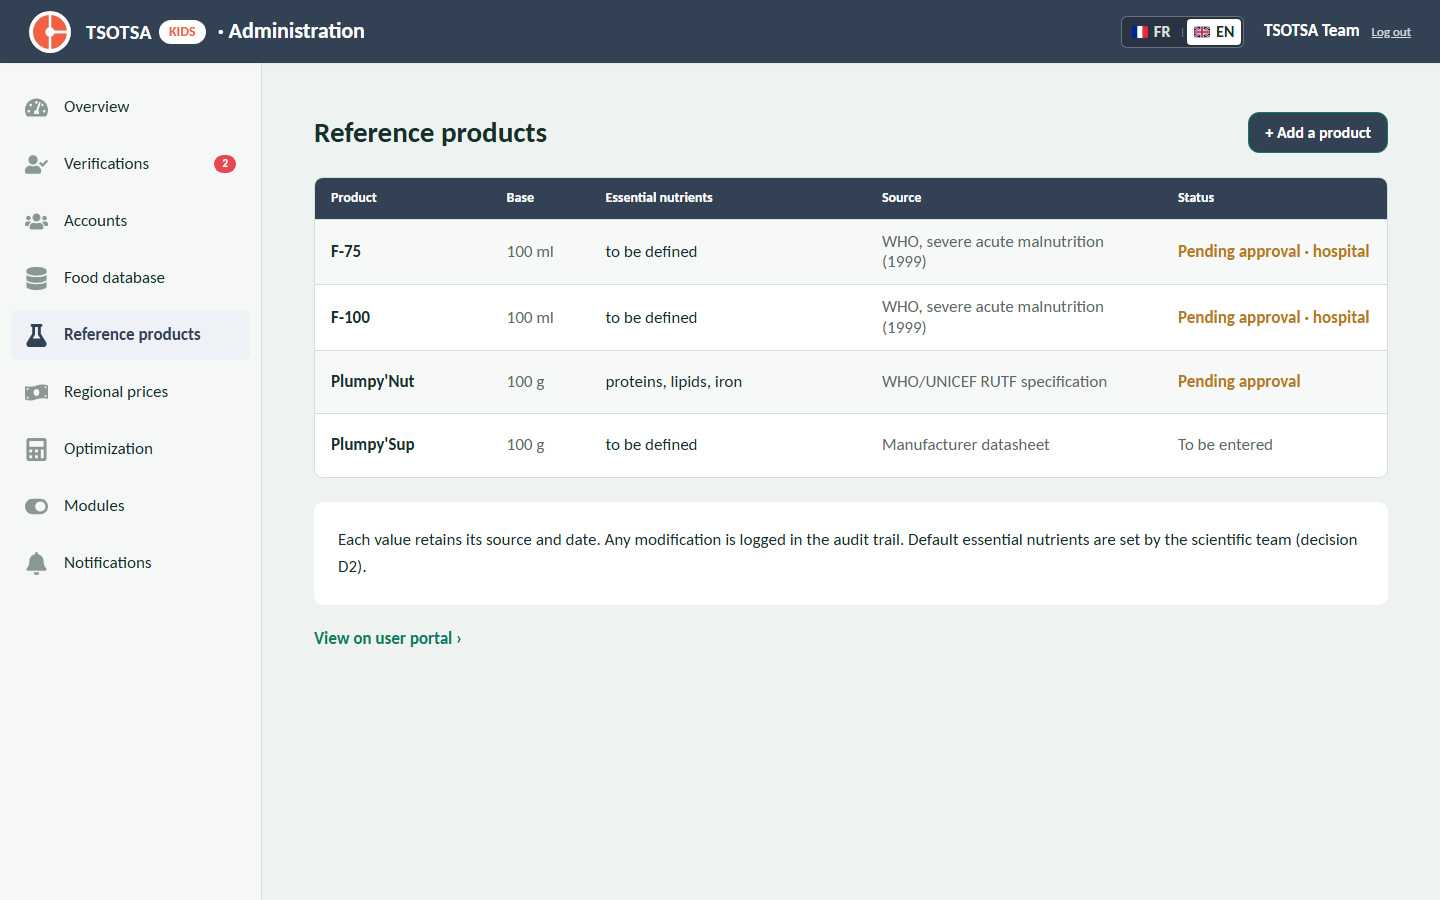 TSOTSA KIDS · Administration
FR | EN
TSOTSA Team Log out
Overview
Verifications 2
Accounts
Food database
Reference products
Regional prices
Optimization
Modules
Notifications
Reference products
+ Add a product
Product Base Essential nutrients Source Status
F-75 100 ml to be defined WHO, severe acute malnutrition (1999) Pending approval · hospital
F-100 100 ml to be defined WHO, severe acute malnutrition (1999) Pending approval · hospital
Plumpy'Nut 100 g proteins, lipids, iron WHO/UNICEF RUTF specification Pending approval
Plumpy'Sup 100 g to be defined Manufacturer datasheet To be entered
Each value retains its source and date. Any modification is logged in the audit trail. Default essential nutrients are set by the scientific team (decision
D2).
View on user portal ›